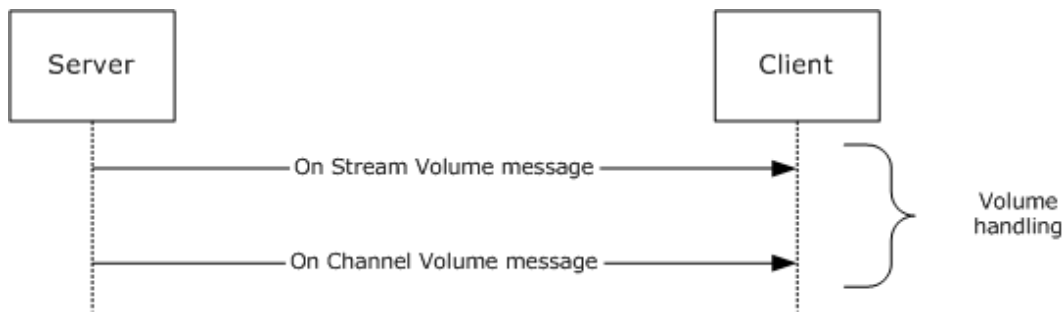 Server
Client
On Stream Volume message
On Channel Volume message
Volume
handling